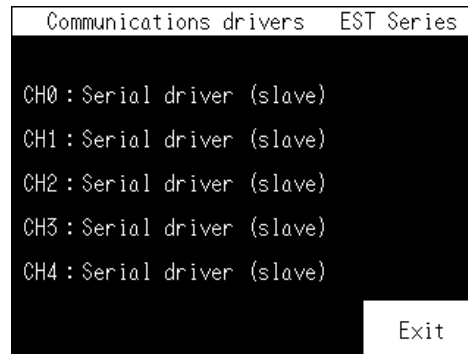 Communications drivers EST Series
CH0：Serial driver (slave)
CH1：Serial driver (slave)
CH2：Serial driver (slave)
CH3：Serial driver (slave)
CH4：Serial driver (slave)
Exit